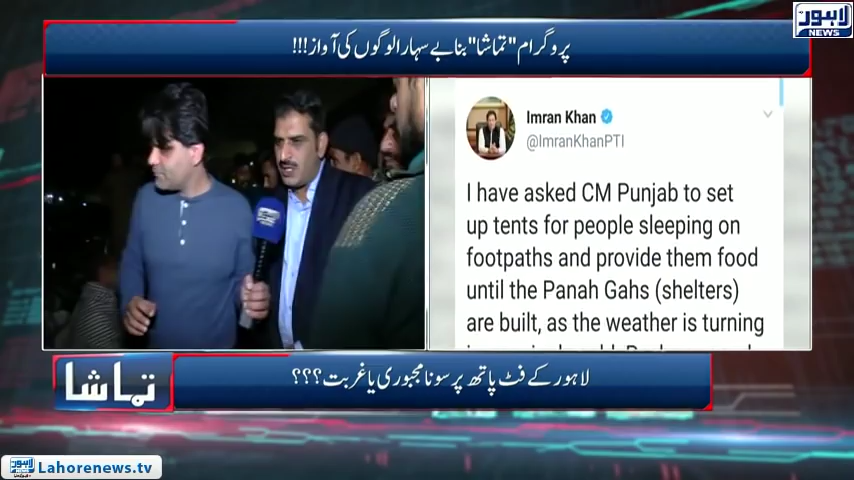 لاہور
NEWS
پروگرام "تماشا" بنا بے سہارا لوگوں کی آواز!!!
Imran Khan
@ImranKhanPTI
I have asked CM Punjab to set
up tents for people sleeping on
footpaths and provide them food
until the Panah Gahs (shelters)
are built, as the weather is turning
تماشا
لاہور کے فٹ پاتھ پر سونا مجبوری یا غربت؟؟؟
Lahorenews.tv